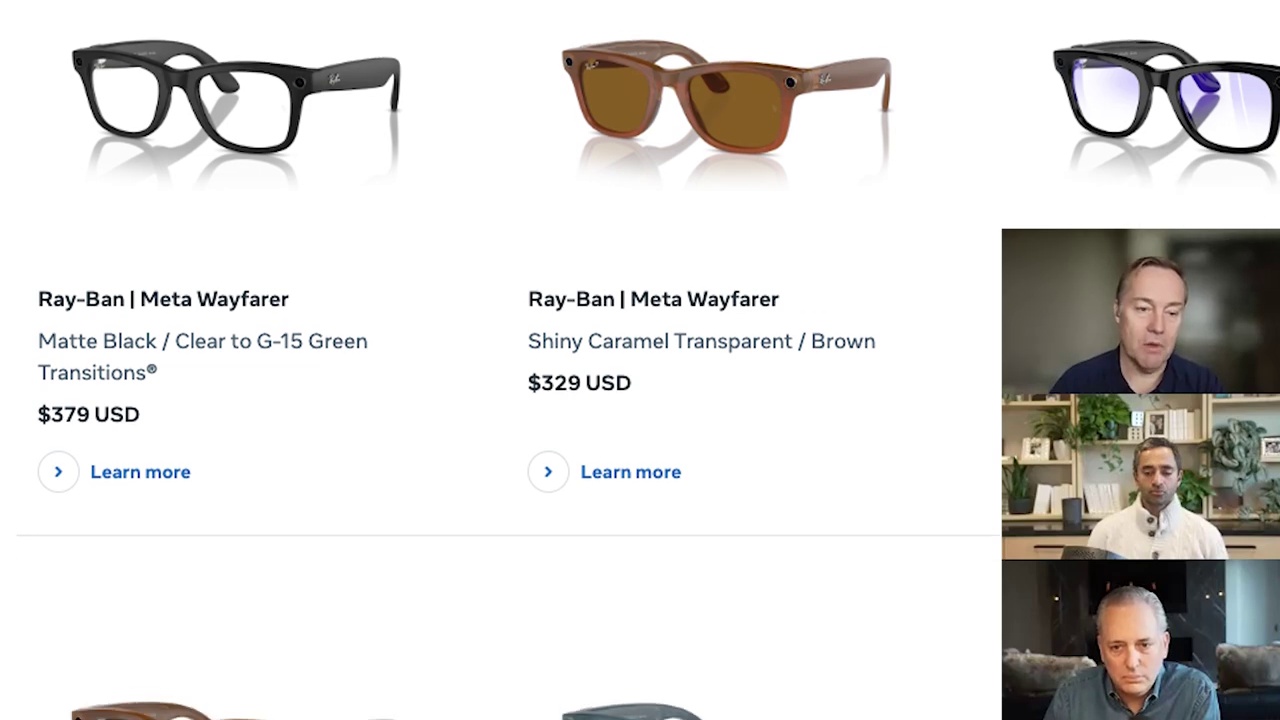 Ray-Ban | Meta Wayfarer
Matte Black / Clear to G-15 Green
Transitions®
$379 USD
Learn more
Ray-Ban | Meta Wayfarer
Shiny Caramel Transparent / Brown
$329 USD
Learn more